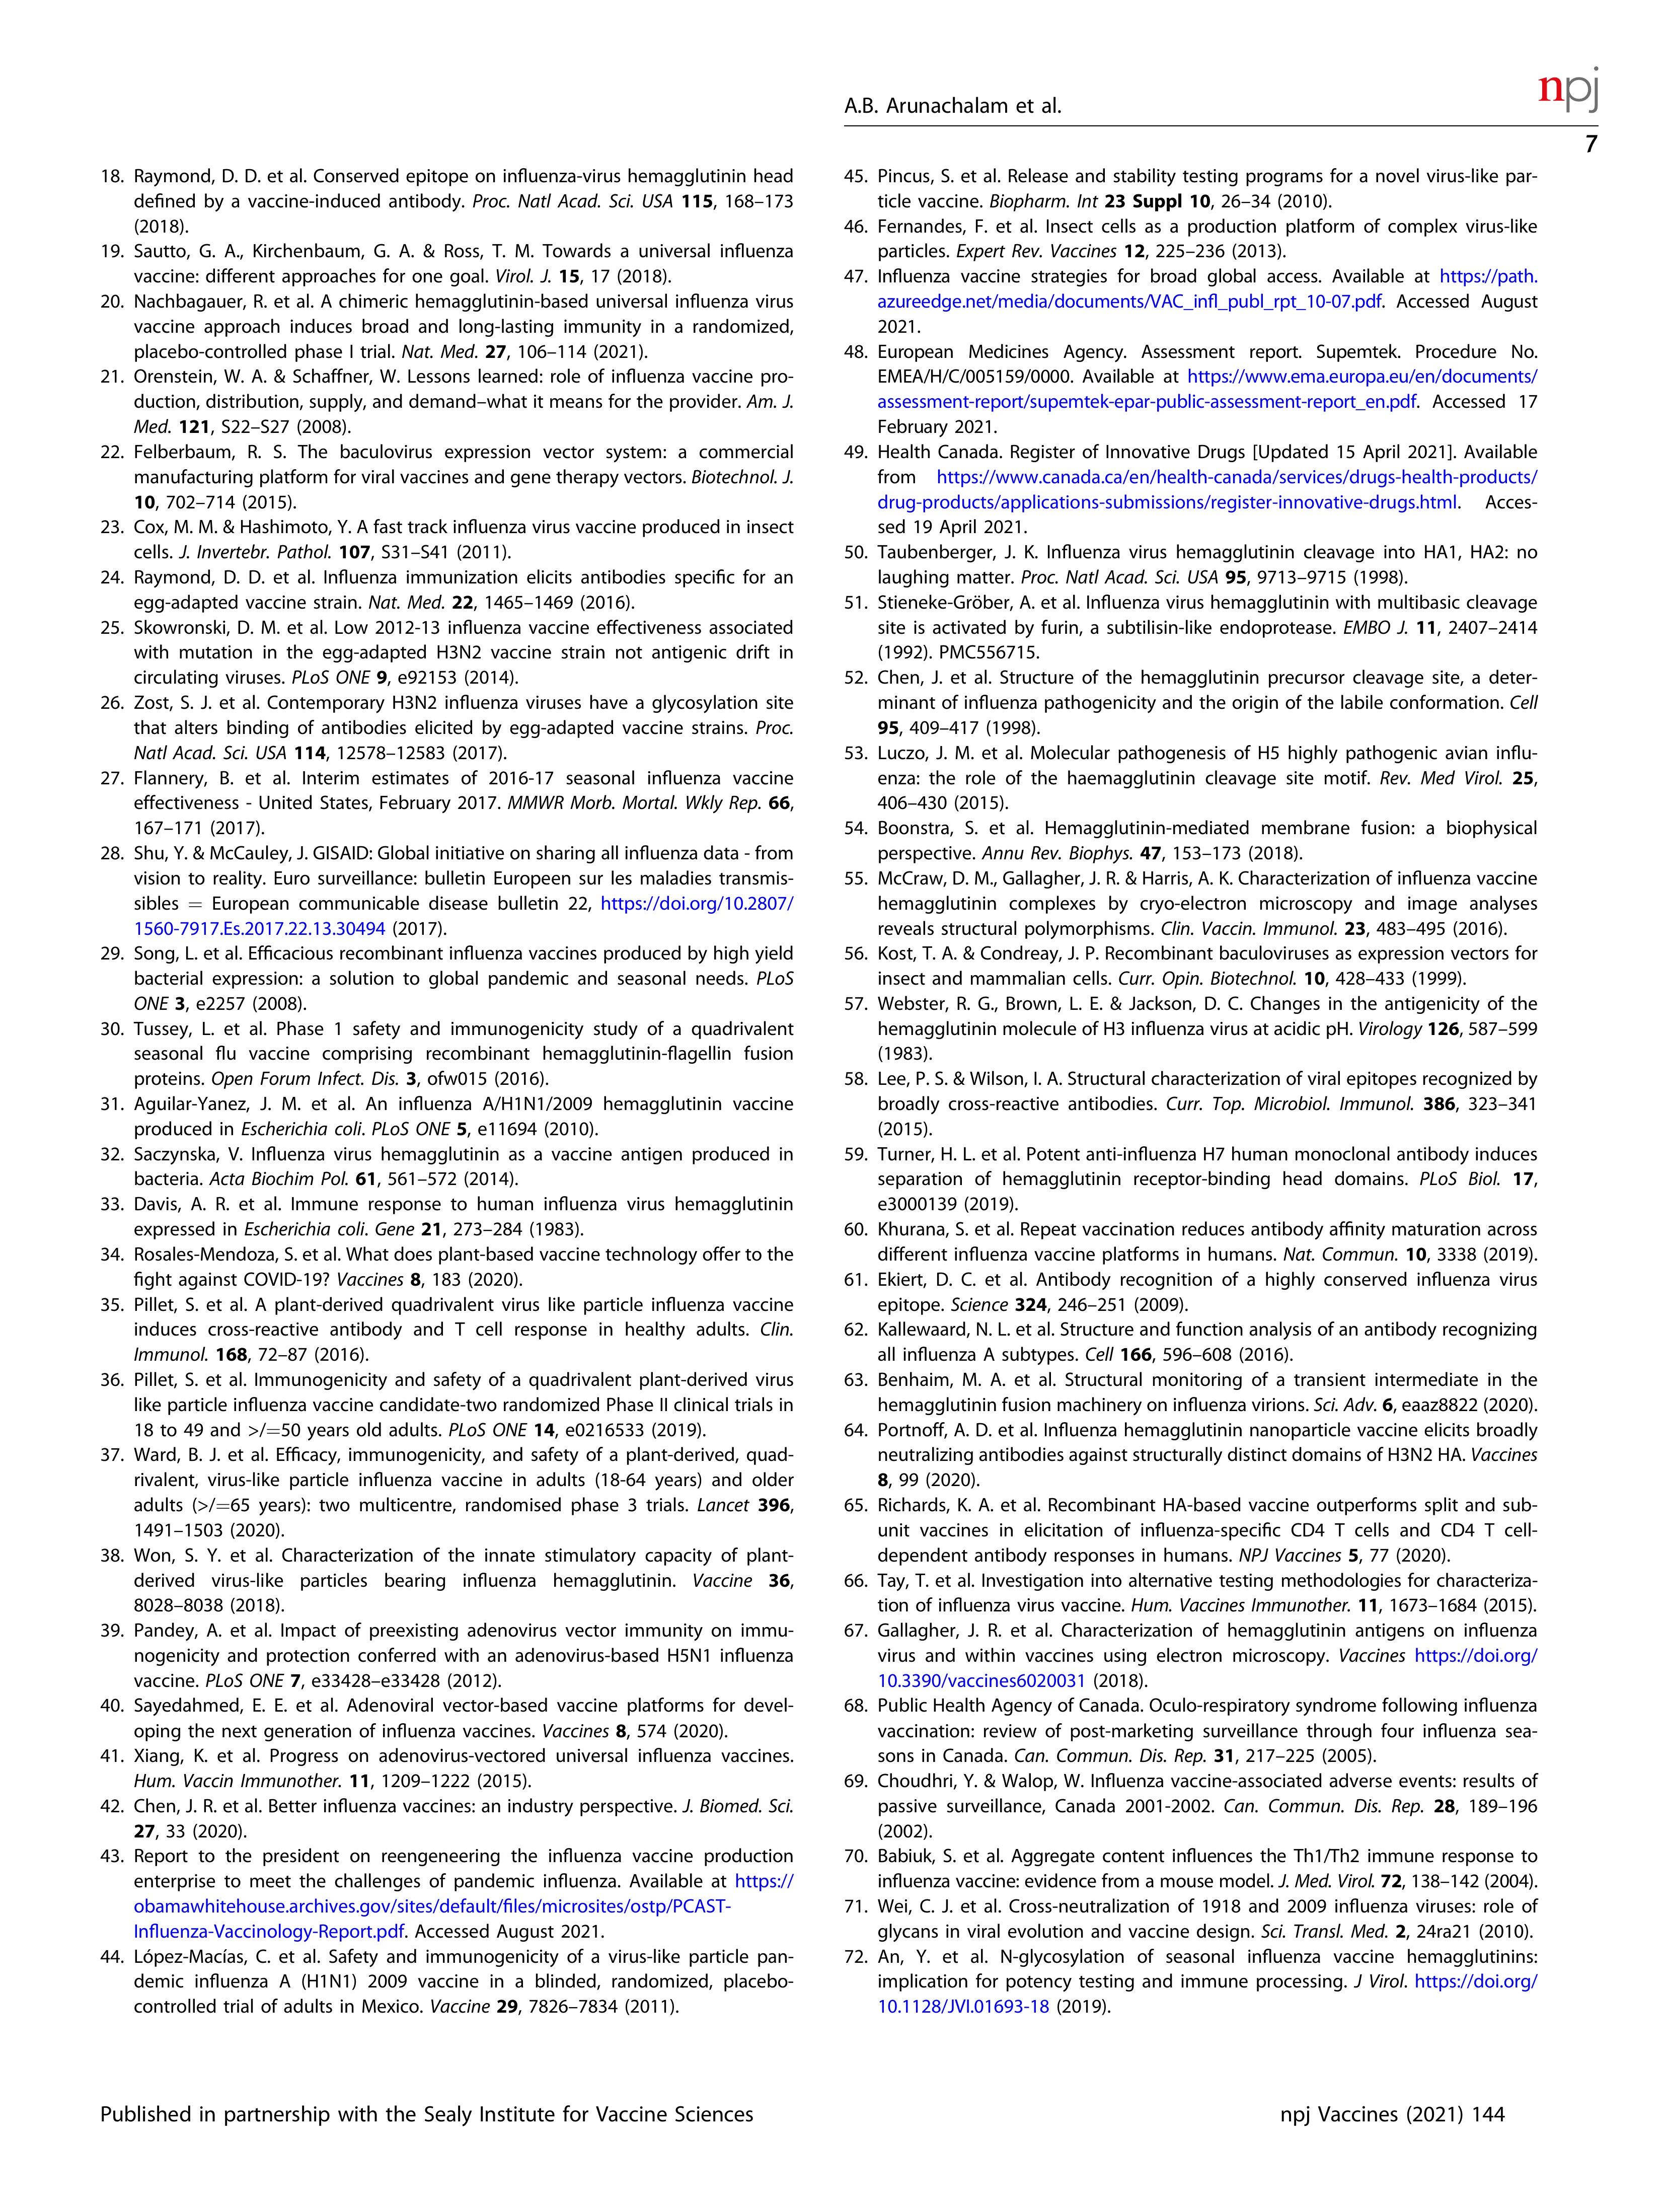 A.B. Arunachalam et al.
npj
7
18. Raymond, D. D. et al. Conserved epitope on influenza-virus hemagglutinin head
defined by a vaccine-induced antibody. Proc. Natl Acad. Sci. USA 115, 168–173
(2018).
19. Sautto, G. A., Kirchenbaum, G. A. & Ross, T. M. Towards a universal influenza
vaccine: different approaches for one goal. Virol. J. 15, 17 (2018).
20. Nachbagauer, R. et al. A chimeric hemagglutinin-based universal influenza virus
vaccine approach induces broad and long-lasting immunity in a randomized,
placebo-controlled phase I trial. Nat. Med. 27, 106–114 (2021).
21. Orenstein, W. A. & Schaffner, W. Lessons learned: role of influenza vaccine pro-
duction, distribution, supply, and demand–what it means for the provider. Am. J.
Med. 121, S22–S27 (2008).
22. Felberbaum, R. S. The baculovirus expression vector system: a commercial
manufacturing platform for viral vaccines and gene therapy vectors. Biotechnol. J.
10, 702–714 (2015).
23. Cox, M. M. & Hashimoto, Y. A fast track influenza virus vaccine produced in insect
cells. J. Invertebr. Pathol. 107, S31–S41 (2011).
24. Raymond, D. D. et al. Influenza immunization elicits antibodies specific for an
egg-adapted vaccine strain. Nat. Med. 22, 1465–1469 (2016).
25. Skowronski, D. M. et al. Low 2012-13 influenza vaccine effectiveness associated
with mutation in the egg-adapted H3N2 vaccine strain not antigenic drift in
circulating viruses. PLoS ONE 9, e92153 (2014).
26. Zost, S. J. et al. Contemporary H3N2 influenza viruses have a glycosylation site
that alters binding of antibodies elicited by egg-adapted vaccine strains. Proc.
Natl Acad. Sci. USA 114, 12578–12583 (2017).
27. Flannery, B. et al. Interim estimates of 2016-17 seasonal influenza vaccine
effectiveness - United States, February 2017. MMWR Morb. Mortal. Wkly Rep. 66,
167–171 (2017).
28. Shu, Y. & McCauley, J. GISAID: Global initiative on sharing all influenza data - from
vision to reality. Euro surveillance: bulletin Europeen sur les maladies transmis-
sibles = European communicable disease bulletin 22, https://doi.org/10.2807/
1560-7917.Es.2017.22.13.30494 (2017).
29. Song, L. et al. Efficacious recombinant influenza vaccines produced by high yield
bacterial expression: a solution to global pandemic and seasonal needs. PLoS
ONE 3, e2257 (2008).
30. Tussey, L. et al. Phase 1 safety and immunogenicity study of a quadrivalent
seasonal flu vaccine comprising recombinant hemagglutinin-flagellin fusion
proteins. Open Forum Infect. Dis. 3, ofw015 (2016).
31. Aguilar-Yanez, J. M. et al. An influenza A/H1N1/2009 hemagglutinin vaccine
produced in Escherichia coli. PLoS ONE 5, e11694 (2010).
32. Saczynska, V. Influenza virus hemagglutinin as a vaccine antigen produced in
bacteria. Acta Biochim Pol. 61, 561–572 (2014).
33. Davis, A. R. et al. Immune response to human influenza virus hemagglutinin
expressed in Escherichia coli. Gene 21, 273–284 (1983).
34. Rosales-Mendoza, S. et al. What does plant-based vaccine technology offer to the
fight against COVID-19? Vaccines 8, 183 (2020).
35. Pillet, S. et al. A plant-derived quadrivalent virus like particle influenza vaccine
induces cross-reactive antibody and T cell response in healthy adults. Clin.
Immunol. 168, 72–87 (2016).
36. Pillet, S. et al. Immunogenicity and safety of a quadrivalent plant-derived virus
like particle influenza vaccine candidate-two randomized Phase II clinical trials in
18 to 49 and >/=50 years old adults. PLoS ONE 14, e0216533 (2019).
37. Ward, B. J. et al. Efficacy, immunogenicity, and safety of a plant-derived, quad-
rivalent, virus-like particle influenza vaccine in adults (18-64 years) and older
adults (>/=65 years): two multicentre, randomised phase 3 trials. Lancet 396,
1491–1503 (2020).
38. Won, S. Y. et al. Characterization of the innate stimulatory capacity of plant-
derived virus-like particles bearing influenza hemagglutinin. Vaccine 36,
8028–8038 (2018).
39. Pandey, A. et al. Impact of preexisting adenovirus vector immunity on immu-
nogenicity and protection conferred with an adenovirus-based H5N1 influenza
vaccine. PLoS ONE 7, e33428–e33428 (2012).
40. Sayedahmed, E. E. et al. Adenoviral vector-based vaccine platforms for devel-
oping the next generation of influenza vaccines. Vaccines 8, 574 (2020).
41. Xiang, K. et al. Progress on adenovirus-vectored universal influenza vaccines.
Hum. Vaccin Immunother. 11, 1209–1222 (2015).
42. Chen, J. R. et al. Better influenza vaccines: an industry perspective. J. Biomed. Sci.
27, 33 (2020).
43. Report to the president on reengeneering the influenza vaccine production
enterprise to meet the challenges of pandemic influenza. Available at https://
obamawhitehouse.archives.gov/sites/default/files/microsites/ostp/PCAST-
Influenza-Vaccinology-Report.pdf. Accessed August 2021.
44. López-Macías, C. et al. Safety and immunogenicity of a virus-like particle pan-
demic influenza A (H1N1) 2009 vaccine in a blinded, randomized, placebo-
controlled trial of adults in Mexico. Vaccine 29, 7826–7834 (2011).
45. Pincus, S. et al. Release and stability testing programs for a novel virus-like par-
ticle vaccine. Biopharm. Int 23 Suppl 10, 26–34 (2010).
46. Fernandes, F. et al. Insect cells as a production platform of complex virus-like
particles. Expert Rev. Vaccines 12, 225–236 (2013).
47. Influenza vaccine strategies for broad global access. Available at https://path.
azureedge.net/media/documents/VAC_infl_publ_rpt_10-07.pdf. Accessed August
2021.
48. European Medicines Agency. Assessment report. Supemtek. Procedure No.
EMEA/H/C/005159/0000. Available at https://www.ema.europa.eu/en/documents/
assessment-report/supemtek-epar-public-assessment-report_en.pdf. Accessed 17
February 2021.
49. Health Canada. Register of Innovative Drugs [Updated 15 April 2021]. Available
from https://www.canada.ca/en/health-canada/services/drugs-health-products/
drug-products/applications-submissions/register-innovative-drugs.html. Acces-
sed 19 April 2021.
50. Taubenberger, J. K. Influenza virus hemagglutinin cleavage into HA1, HA2: no
laughing matter. Proc. Natl Acad. Sci. USA 95, 9713–9715 (1998).
51. Stieneke-Gröber, A. et al. Influenza virus hemagglutinin with multibasic cleavage
site is activated by furin, a subtilisin-like endoprotease. EMBO J. 11, 2407–2414
(1992). PMC556715.
52. Chen, J. et al. Structure of the hemagglutinin precursor cleavage site, a deter-
minant of influenza pathogenicity and the origin of the labile conformation. Cell
95, 409–417 (1998).
53. Luczo, J. M. et al. Molecular pathogenesis of H5 highly pathogenic avian influ-
enza: the role of the haemagglutinin cleavage site motif. Rev. Med Virol. 25,
406–430 (2015).
54. Boonstra, S. et al. Hemagglutinin-mediated membrane fusion: a biophysical
perspective. Annu Rev. Biophys. 47, 153–173 (2018).
55. McCraw, D. M., Gallagher, J. R. & Harris, A. K. Characterization of influenza vaccine
hemagglutinin complexes by cryo-electron microscopy and image analyses
reveals structural polymorphisms. Clin. Vaccin. Immunol. 23, 483–495 (2016).
56. Kost, T. A. & Condreay, J. P. Recombinant baculoviruses as expression vectors for
insect and mammalian cells. Curr. Opin. Biotechnol. 10, 428–433 (1999).
57. Webster, R. G., Brown, L. E. & Jackson, D. C. Changes in the antigenicity of the
hemagglutinin molecule of H3 influenza virus at acidic pH. Virology 126, 587–599
(1983).
58. Lee, P. S. & Wilson, I. A. Structural characterization of viral epitopes recognized by
broadly cross-reactive antibodies. Curr. Top. Microbiol. Immunol. 386, 323–341
(2015).
59. Turner, H. L. et al. Potent anti-influenza H7 human monoclonal antibody induces
separation of hemagglutinin receptor-binding head domains. PLoS Biol. 17,
e3000139 (2019).
60. Khurana, S. et al. Repeat vaccination reduces antibody affinity maturation across
different influenza vaccine platforms in humans. Nat. Commun. 10, 3338 (2019).
61. Ekiert, D. C. et al. Antibody recognition of a highly conserved influenza virus
epitope. Science 324, 246–251 (2009).
62. Kallewaard, N. L. et al. Structure and function analysis of an antibody recognizing
all influenza A subtypes. Cell 166, 596–608 (2016).
63. Benhaim, M. A. et al. Structural monitoring of a transient intermediate in the
hemagglutinin fusion machinery on influenza virions. Sci. Adv. 6, eaaz8822 (2020).
64. Portnoff, A. D. et al. Influenza hemagglutinin nanoparticle vaccine elicits broadly
neutralizing antibodies against structurally distinct domains of H3N2 HA. Vaccines
8, 99 (2020).
65. Richards, K. A. et al. Recombinant HA-based vaccine outperforms split and sub-
unit vaccines in elicitation of influenza-specific CD4 T cells and CD4 T cell-
dependent antibody responses in humans. NPJ Vaccines 5, 77 (2020).
66. Tay, T. et al. Investigation into alternative testing methodologies for characteriza-
tion of influenza virus vaccine. Hum. Vaccines Immunother. 11, 1673–1684 (2015).
67. Gallagher, J. R. et al. Characterization of hemagglutinin antigens on influenza
virus and within vaccines using electron microscopy. Vaccines https://doi.org/
10.3390/vaccines6020031 (2018).
68. Public Health Agency of Canada. Oculo-respiratory syndrome following influenza
vaccination: review of post-marketing surveillance through four influenza sea-
sons in Canada. Can. Commun. Dis. Rep. 31, 217–225 (2005).
69. Choudhri, Y. & Walop, W. Influenza vaccine-associated adverse events: results of
passive surveillance, Canada 2001-2002. Can. Commun. Dis. Rep. 28, 189–196
(2002).
70. Babiuk, S. et al. Aggregate content influences the Th1/Th2 immune response to
influenza vaccine: evidence from a mouse model. J. Med. Virol. 72, 138–142 (2004).
71. Wei, C. J. et al. Cross-neutralization of 1918 and 2009 influenza viruses: role of
glycans in viral evolution and vaccine design. Sci. Transl. Med. 2, 24ra21 (2010).
72. An, Y. et al. N-glycosylation of seasonal influenza vaccine hemagglutinins:
implication for potency testing and immune processing. J Virol. https://doi.org/
10.1128/JVI.01693-18 (2019).
Published in partnership with the Sealy Institute for Vaccine Sciences
npj Vaccines (2021) 144